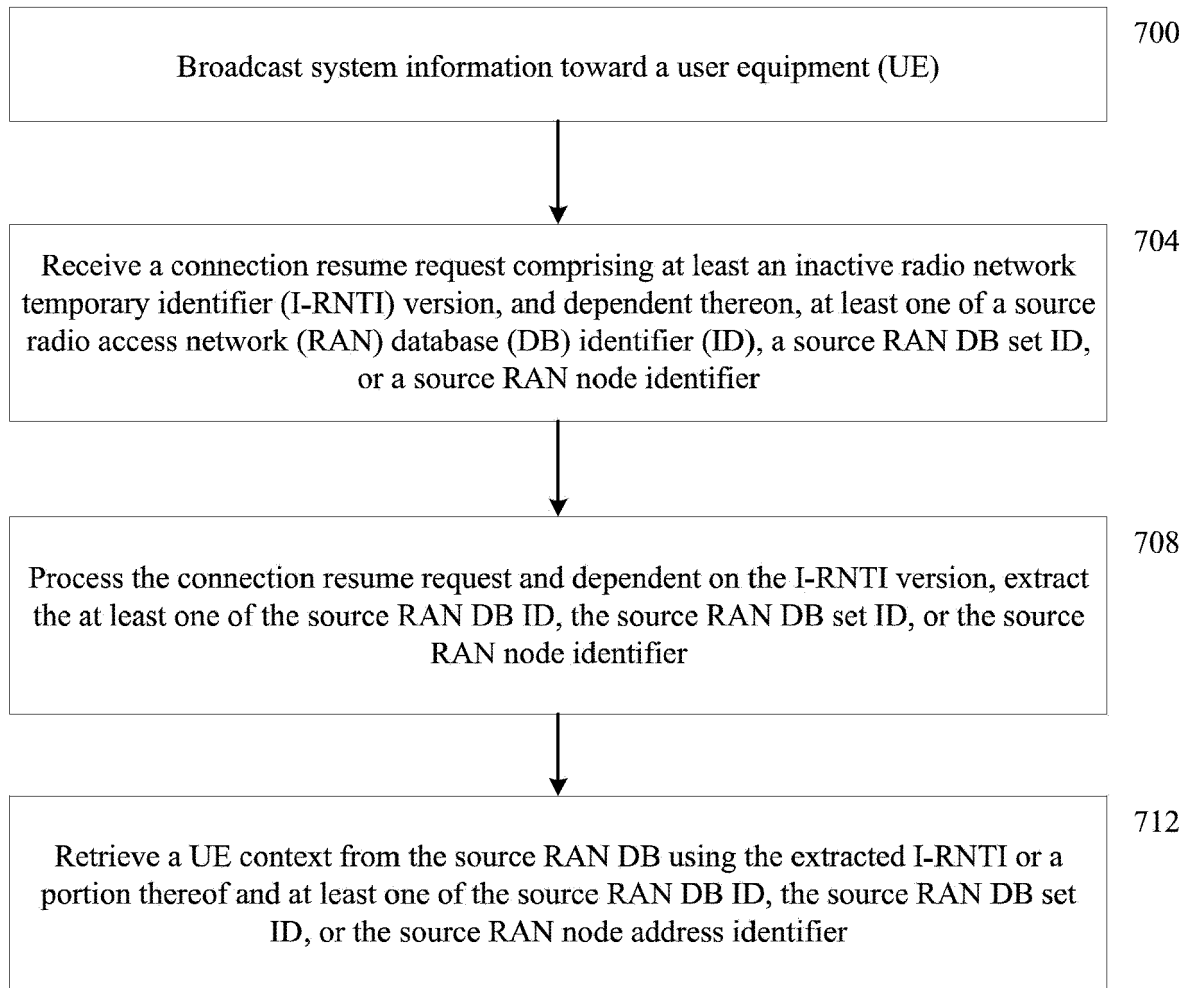 700
Broadcast system information toward a user equipment (UE)
704
Receive a connection resume request comprising at least an inactive radio network
temporary identifier (I-RNTI) version, and dependent thereon, at least one of a source
radio access network (RAN) database (DB) identifier (ID), a source RAN DB set ID,
or a source RAN node identifier
708
Process the connection resume request and dependent on the I-RNTI version, extract
the at least one of the source RAN DB ID, the source RAN DB set ID, or the source
RAN node identifier
712
Retrieve a UE context from the source RAN DB using the extracted I-RNTI or a
portion thereof and at least one of the source RAN DB ID, the source RAN DB set
ID, or the source RAN node address identifier